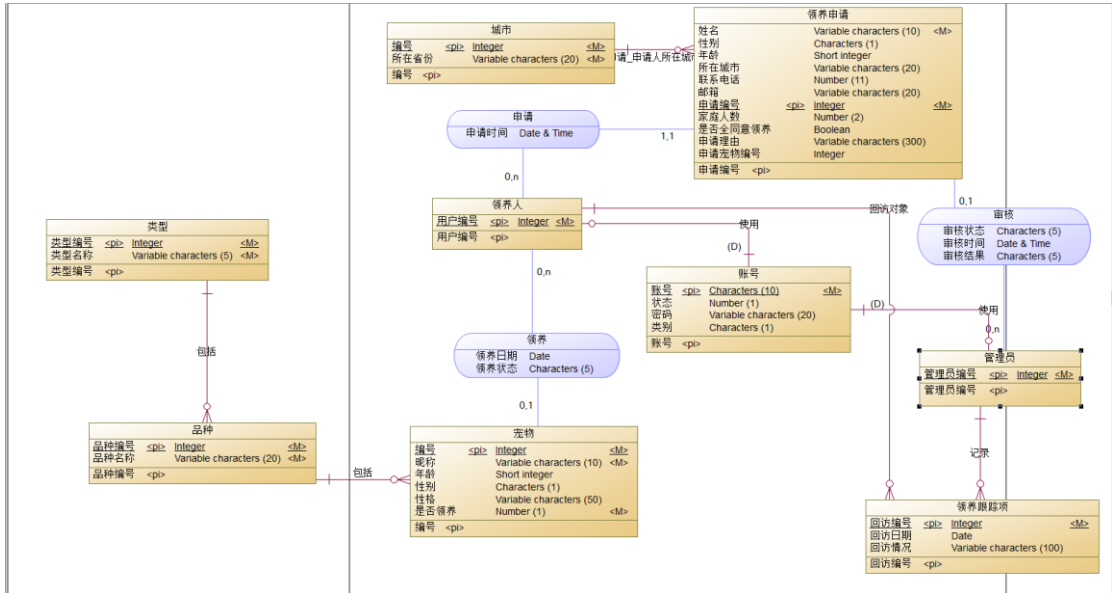 城市
编号 <pi> Integer <M>
所在省份 Variable characters (20) <M>
编号 <pi>
领养申请
姓名 Variable characters (10) <M>
性别 Characters (1)
年龄 Short integer
所在城市 Variable characters (20)
联系电话 Number (11)
邮箱 Variable characters (20)
申请编号 <pi> Integer <M>
家庭人数 Number (2)
是否全同意领养 Boolean
申请理由 Variable characters (300)
申请宠物编号 Integer
申请编号 <pi>
请_申请人所在城市
申请
申请时间 Date & Time
1,1
0,n
领养人
用户编号 <pi> Integer <M>
用户编号 <pi>
回访对象
使用
(D)
0,1
审核
审核状态 Characters (5)
审核时间 Date & Time
审核结果 Characters (5)
类型
类型编号 <pi> Integer <M>
类型名称 Variable characters (5) <M>
类型编号 <pi>
0,n
账号
账号 <pi> Characters (10) <M>
状态 Number (1)
密码 Variable characters (20)
类别 Characters (1)
账号 <pi>
(D)
使用
0,n
包括
领养
领养日期 Date
领养状态 Characters (5)
0,1
管理员
管理员编号 <pi> Integer <M>
管理员编号 <pi>
记录
品种
品种编号 <pi> Integer <M>
品种名称 Variable characters (20) <M>
品种编号 <pi>
包括
宠物
编号 <pi> Integer <M>
昵称 Variable characters (10) <M>
年龄 Short integer
性别 Characters (1)
性格 Variable characters (50)
是否领养 Number (1) <M>
编号 <pi>
领养跟踪项
回访编号 <pi> Integer <M>
回访日期 Date
回访情况 Variable characters (100)
回访编号 <pi>